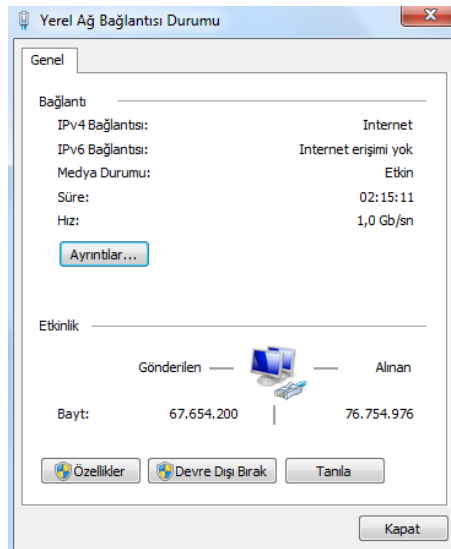 Yerel Ağ Bağlantısı Durumu
Genel
Bağlantı
IPv4 Bağlantısı: Internet
IPv6 Bağlantısı: Internet erişimi yok
Medya Durumu: Etkin
Süre: 02:15:11
Hız: 1,0 Gb/sn
Ayrıntılar...
Etkinlik
Gönderilen Alınan
Bayt: 67.654.200 76.754.976
Özellikler Devre Dışı Bırak Tanıla
Kapat